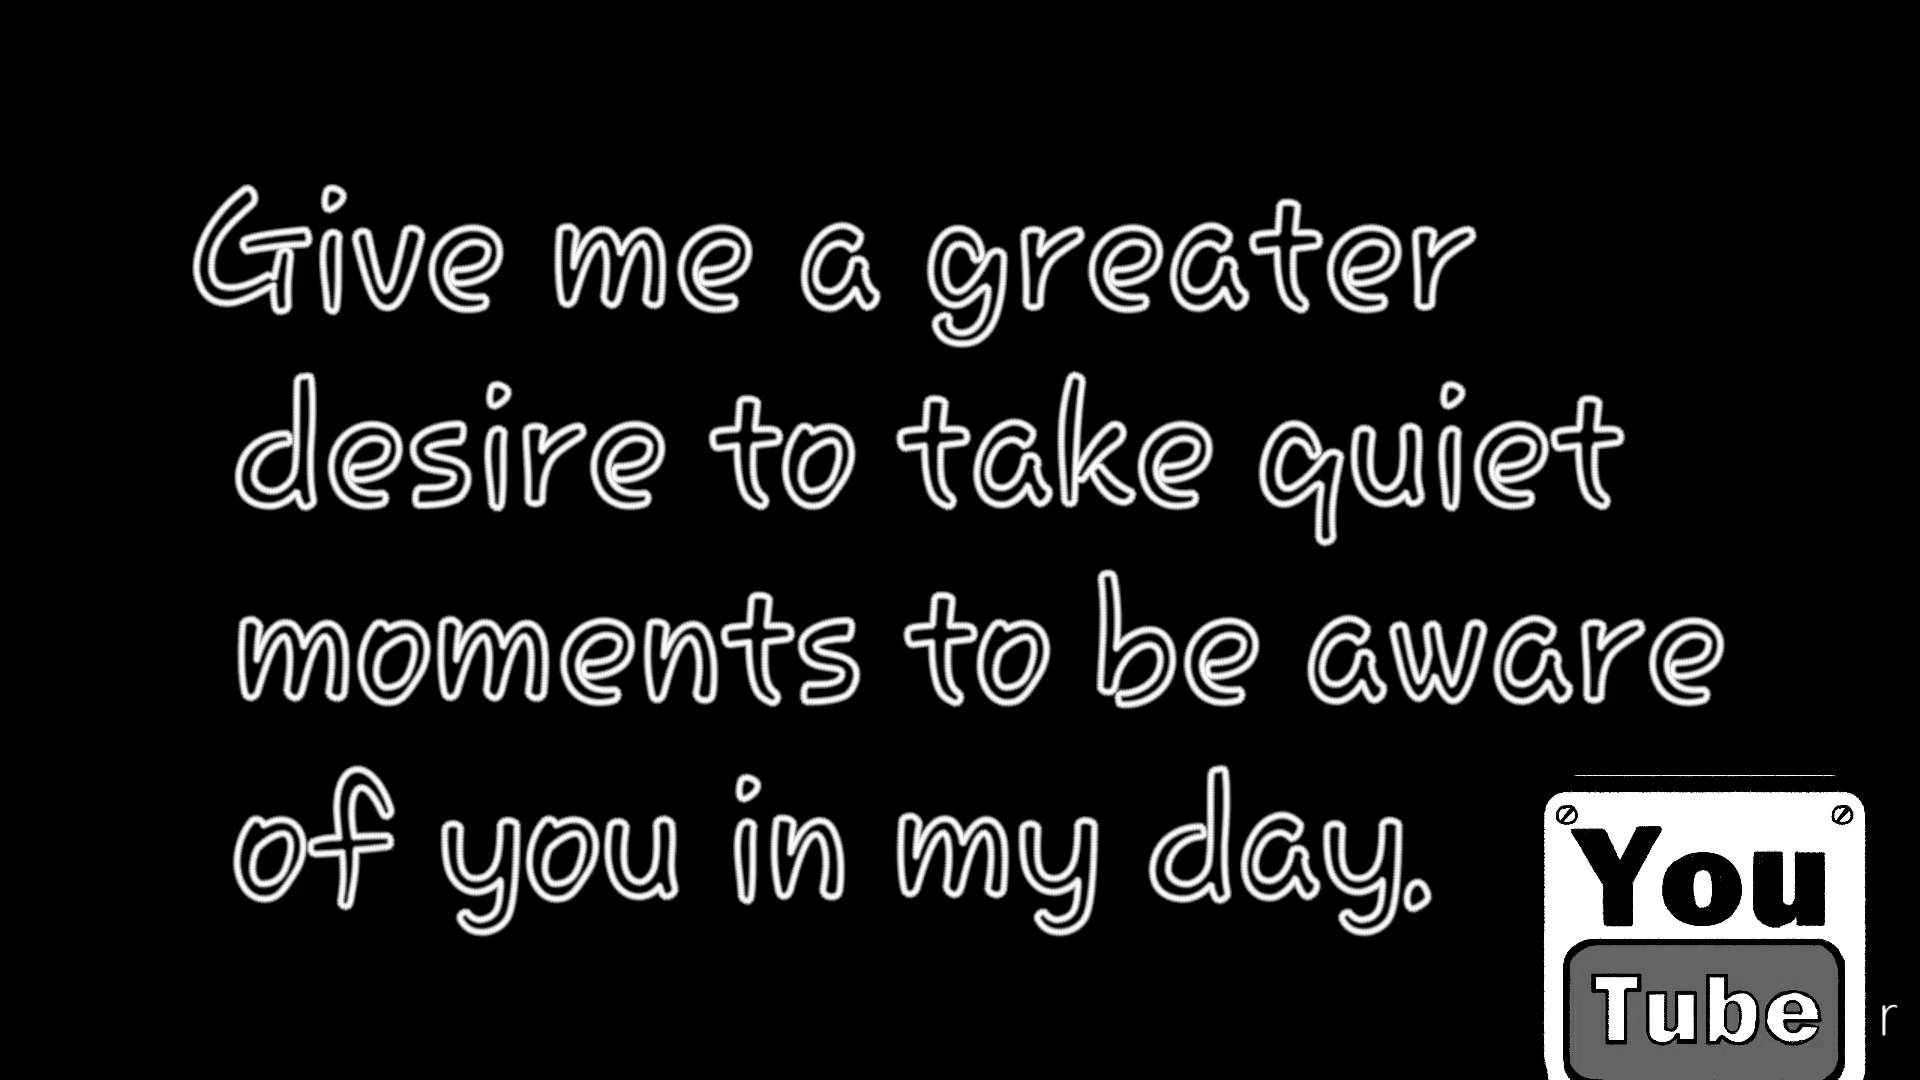 Give me a greater
desire to take quiet
moments to be aware
of you in my day.
You
Tube
r